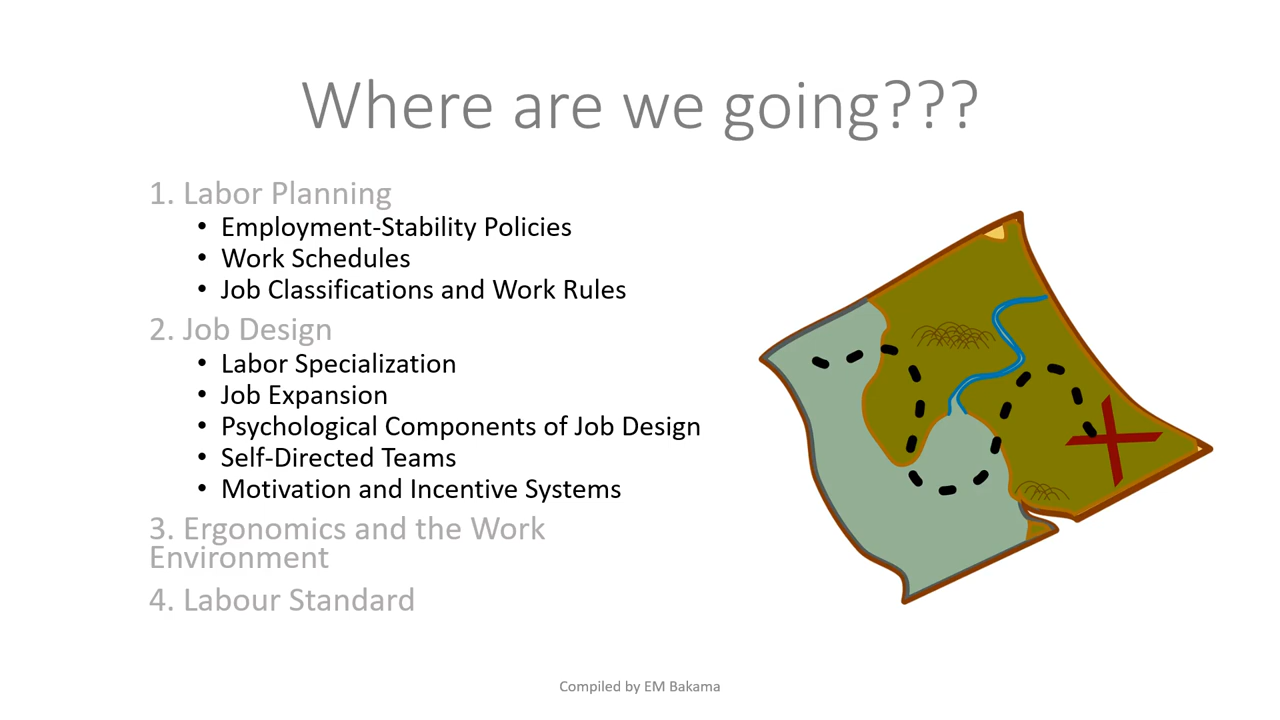 Where are we going???
1. Labor Planning
• Employment-Stability Policies
• Work Schedules
• Job Classifications and Work Rules
2. Job Design
• Labor Specialization
• Job Expansion
• Psychological Components of Job Design
• Self-Directed Teams
• Motivation and Incentive Systems
3. Ergonomics and the Work
Environment
4. Labour Standard
Compiled by EM Bakama